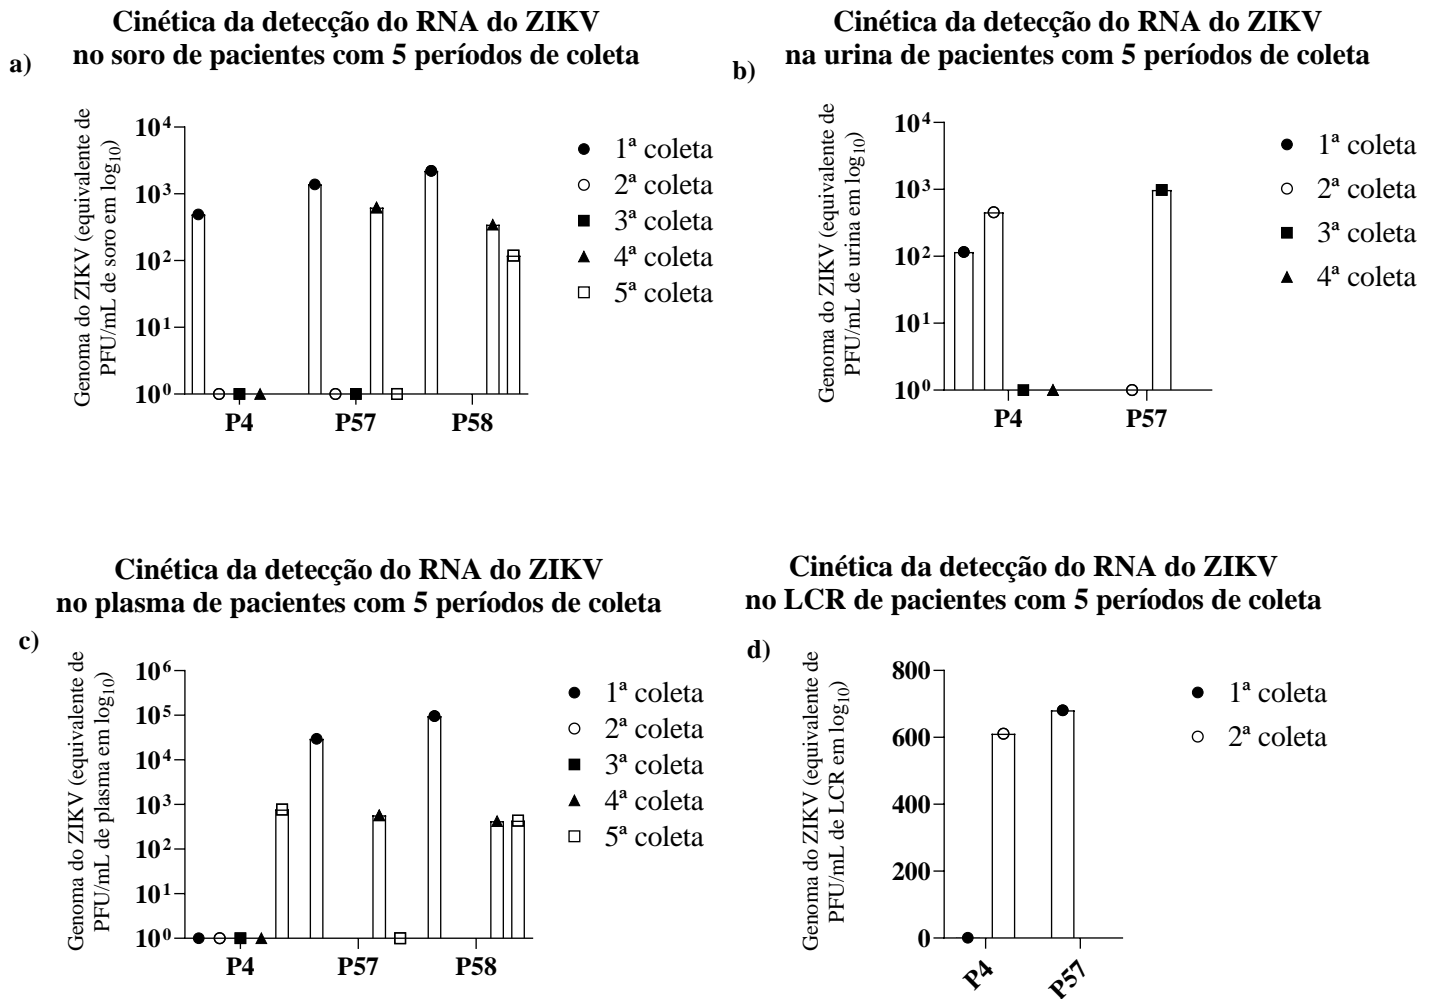 Cinética da detecção do RNA do ZIKV
no soro de pacientes com 5 períodos de coleta
a)
Genoma do ZIKV (equivalente de
PFU/mL de soro em log₁₀)
10⁴
10³
10²
10¹
10⁰
P4
P57
P58
1ª coleta
2ª coleta
3ª coleta
4ª coleta
5ª coleta
Cinética da detecção do RNA do ZIKV
na urina de pacientes com 5 períodos de coleta
b)
Genoma do ZIKV (equivalente de
PFU/mL de urina em log₁₀)
10⁴
10³
10²
10¹
10⁰
P4
P57
1ª coleta
2ª coleta
3ª coleta
4ª coleta
Cinética da detecção do RNA do ZIKV
no plasma de pacientes com 5 períodos de coleta
c)
Genoma do ZIKV (equivalente de
PFU/mL de plasma em log₁₀)
10⁶
10⁵
10⁴
10³
10²
10¹
10⁰
P4
P57
P58
1ª coleta
2ª coleta
3ª coleta
4ª coleta
5ª coleta
Cinética da detecção do RNA do ZIKV
no LCR de pacientes com 5 períodos de coleta
d)
Genoma do ZIKV (equivalente de
PFU/mL de LCR em log₁₀)
800
600
400
200
0
P4
P57
1ª coleta
2ª coleta